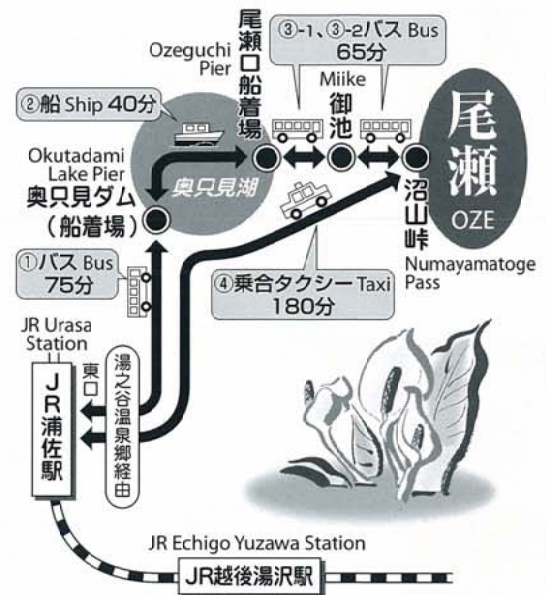 尾瀬口船着場
Ozeguchi
Pier
③-1、③-2バス Bus
65分
Miike
御池
②船 Ship 40分
尾瀬
OZE
Okutadami
Lake Pier
奥只見ダム
(船着場)
奥只見湖
沼山峠
Numayamatoge
Pass
①バス Bus
75分
④乗合タクシー Taxi
180分
JR Urasa
Station
JR浦佐駅
東口
湯之谷温泉郷経由
JR Echigo Yuzawa Station
JR越後湯沢駅